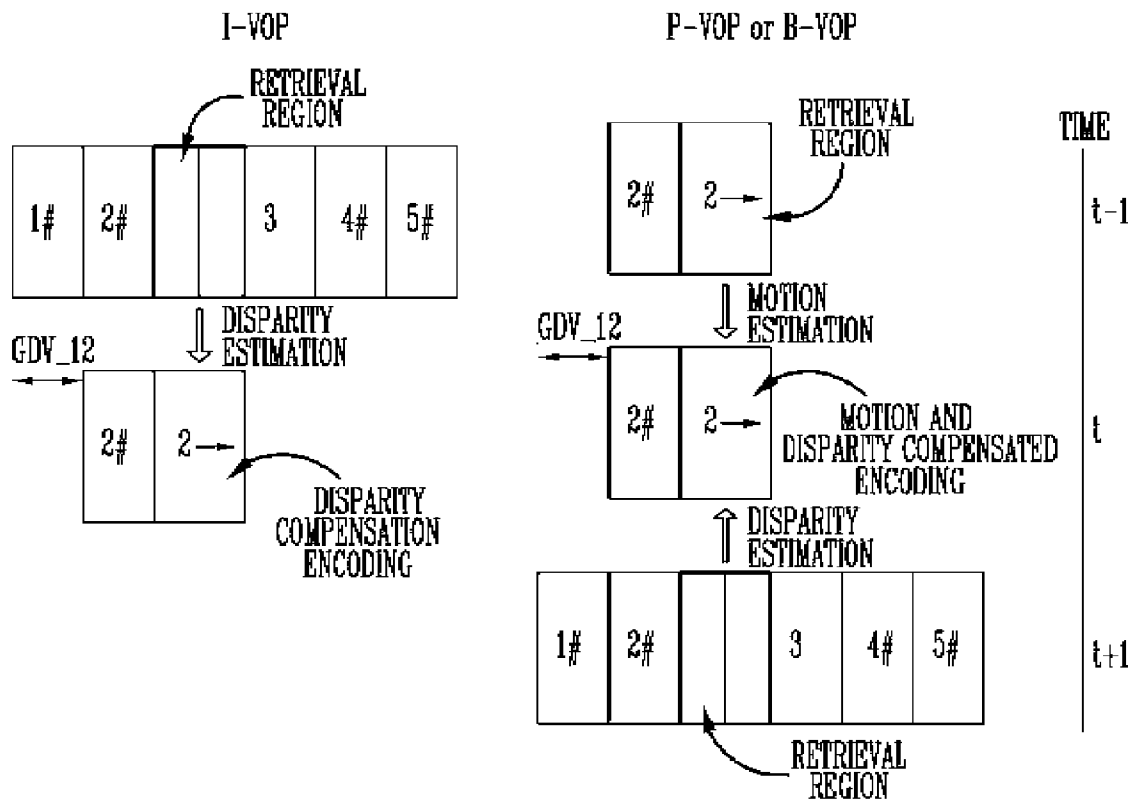 I-VOP
RETRIEVAL
REGION
1# 2# 3 4# 5#
DISPARITY
ESTIMATION
GDV_12
2# 2
DISPARITY
COMPENSATION
ENCODING
P-VOP or B-VOP
RETRIEVAL
REGION
2# 2
MOTION
ESTIMATION
GDV_12
2# 2
MOTION AND
DISPARITY COMPENSATED
ENCODING
DISPARITY
ESTIMATION
1# 2# 3 4# 5#
RETRIEVAL
REGION
TIME
t-1
t
t+1